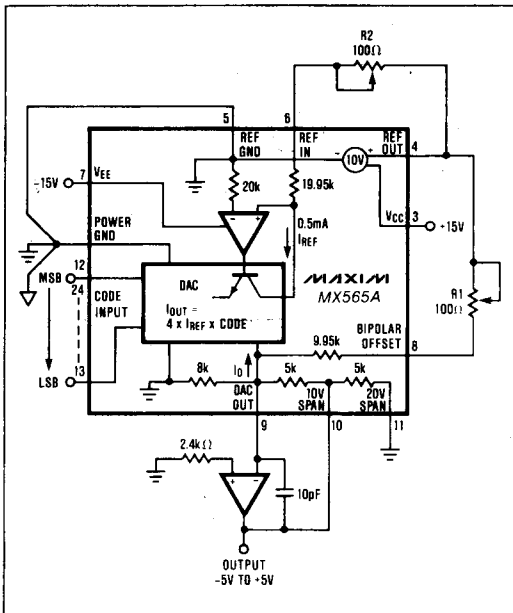 R2
100Ω
5
6
REF
GND
REF
IN
REF
OUT
4
7
VEE
-15V
20k
19.95k
10V
-
+
VCC
3
+15V
-
+
0.5mA
IREF
POWER
GND
MSB
12
24
CODE
INPUT
DAC
IOUT =
4 x IREF x CODE
MAXIM
MX565A
R1
100Ω
BIPOLAR
OFFSET
9.95k
8
LSB
13
8k
IO
DAC
OUT
5k
10V
SPAN
5k
20V
SPAN
9
10
11
2.4kΩ
+
-
10pF
OUTPUT
-5V TO +5V